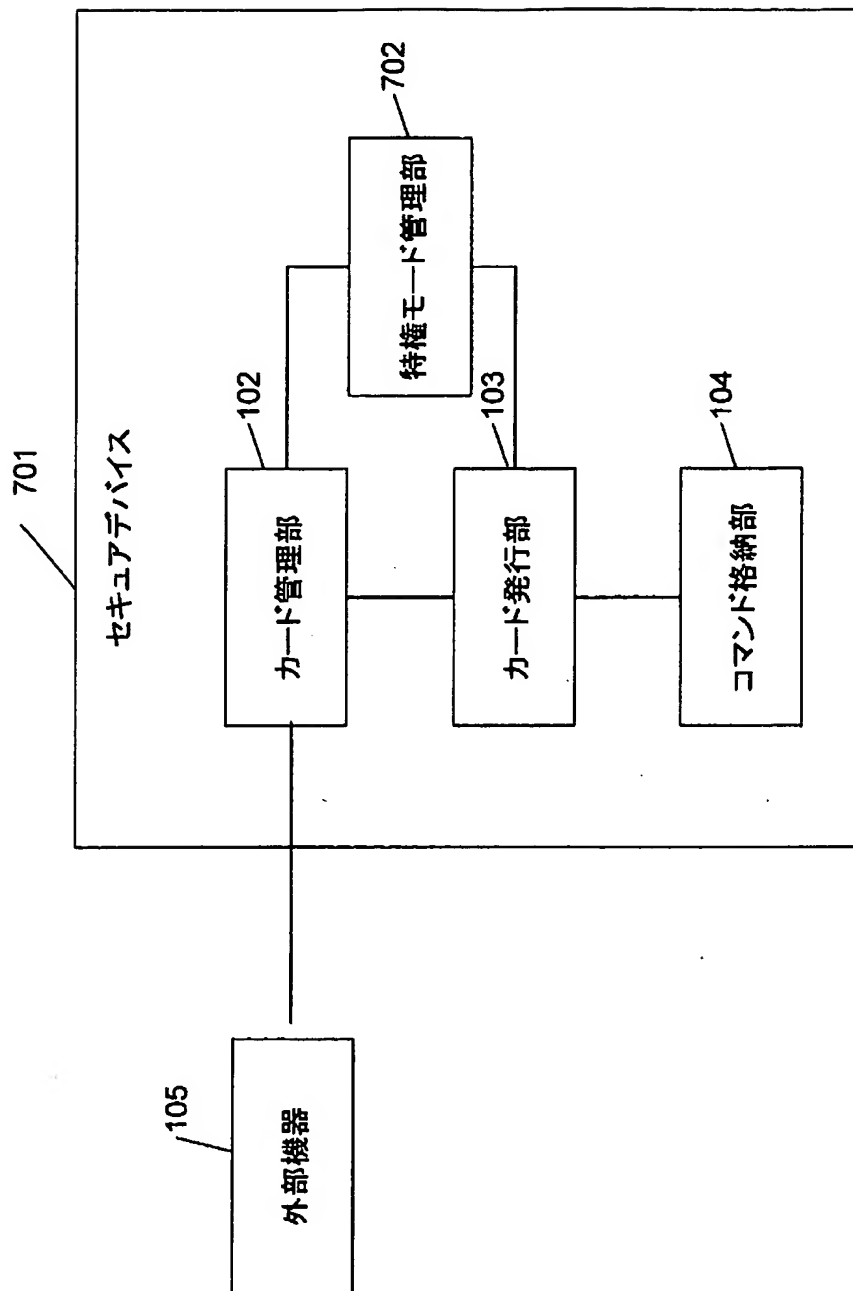 701
セキュアデバイス
702
特権モード管理部
102
カード管理部
103
カード発行部
104
コマンド格納部
105
外部機器